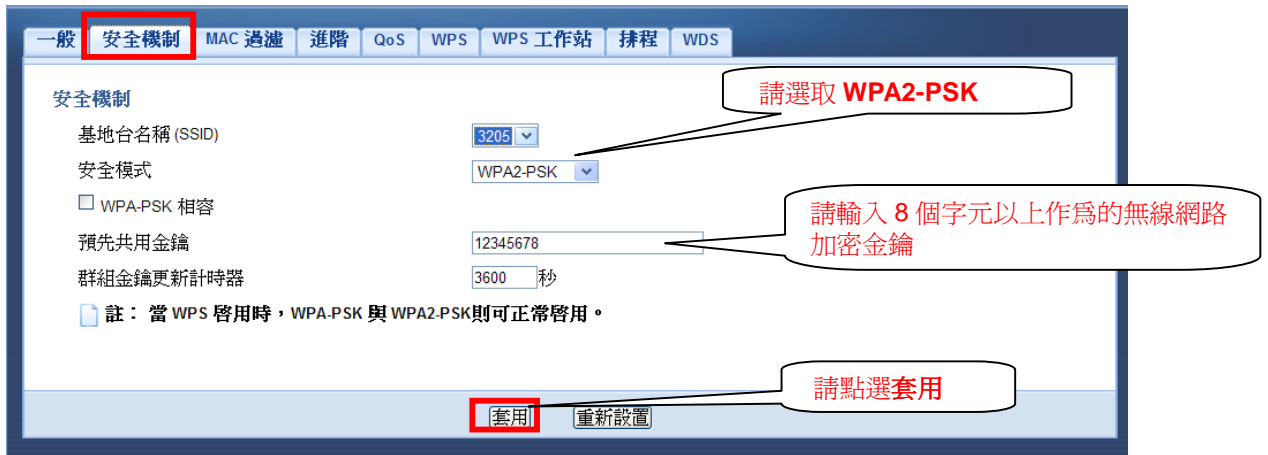 一般 安全機制 MAC 過濾 進階 QoS WPS WPS 工作站 排程 WDS
安全機制
請選取 WPA2-PSK
基地台名稱 (SSID) 3205
安全模式 WPA2-PSK
WPA-PSK 相容
請輸入 8 個字元以上作爲的無線網路
加密金鑰
預先共用金鑰 12345678
群組金鑰更新計時器 3600 秒
註： 當 WPS 啓用時，WPA-PSK 與 WPA2-PSK則可正常啓用。
請點選套用
套用 重新設置